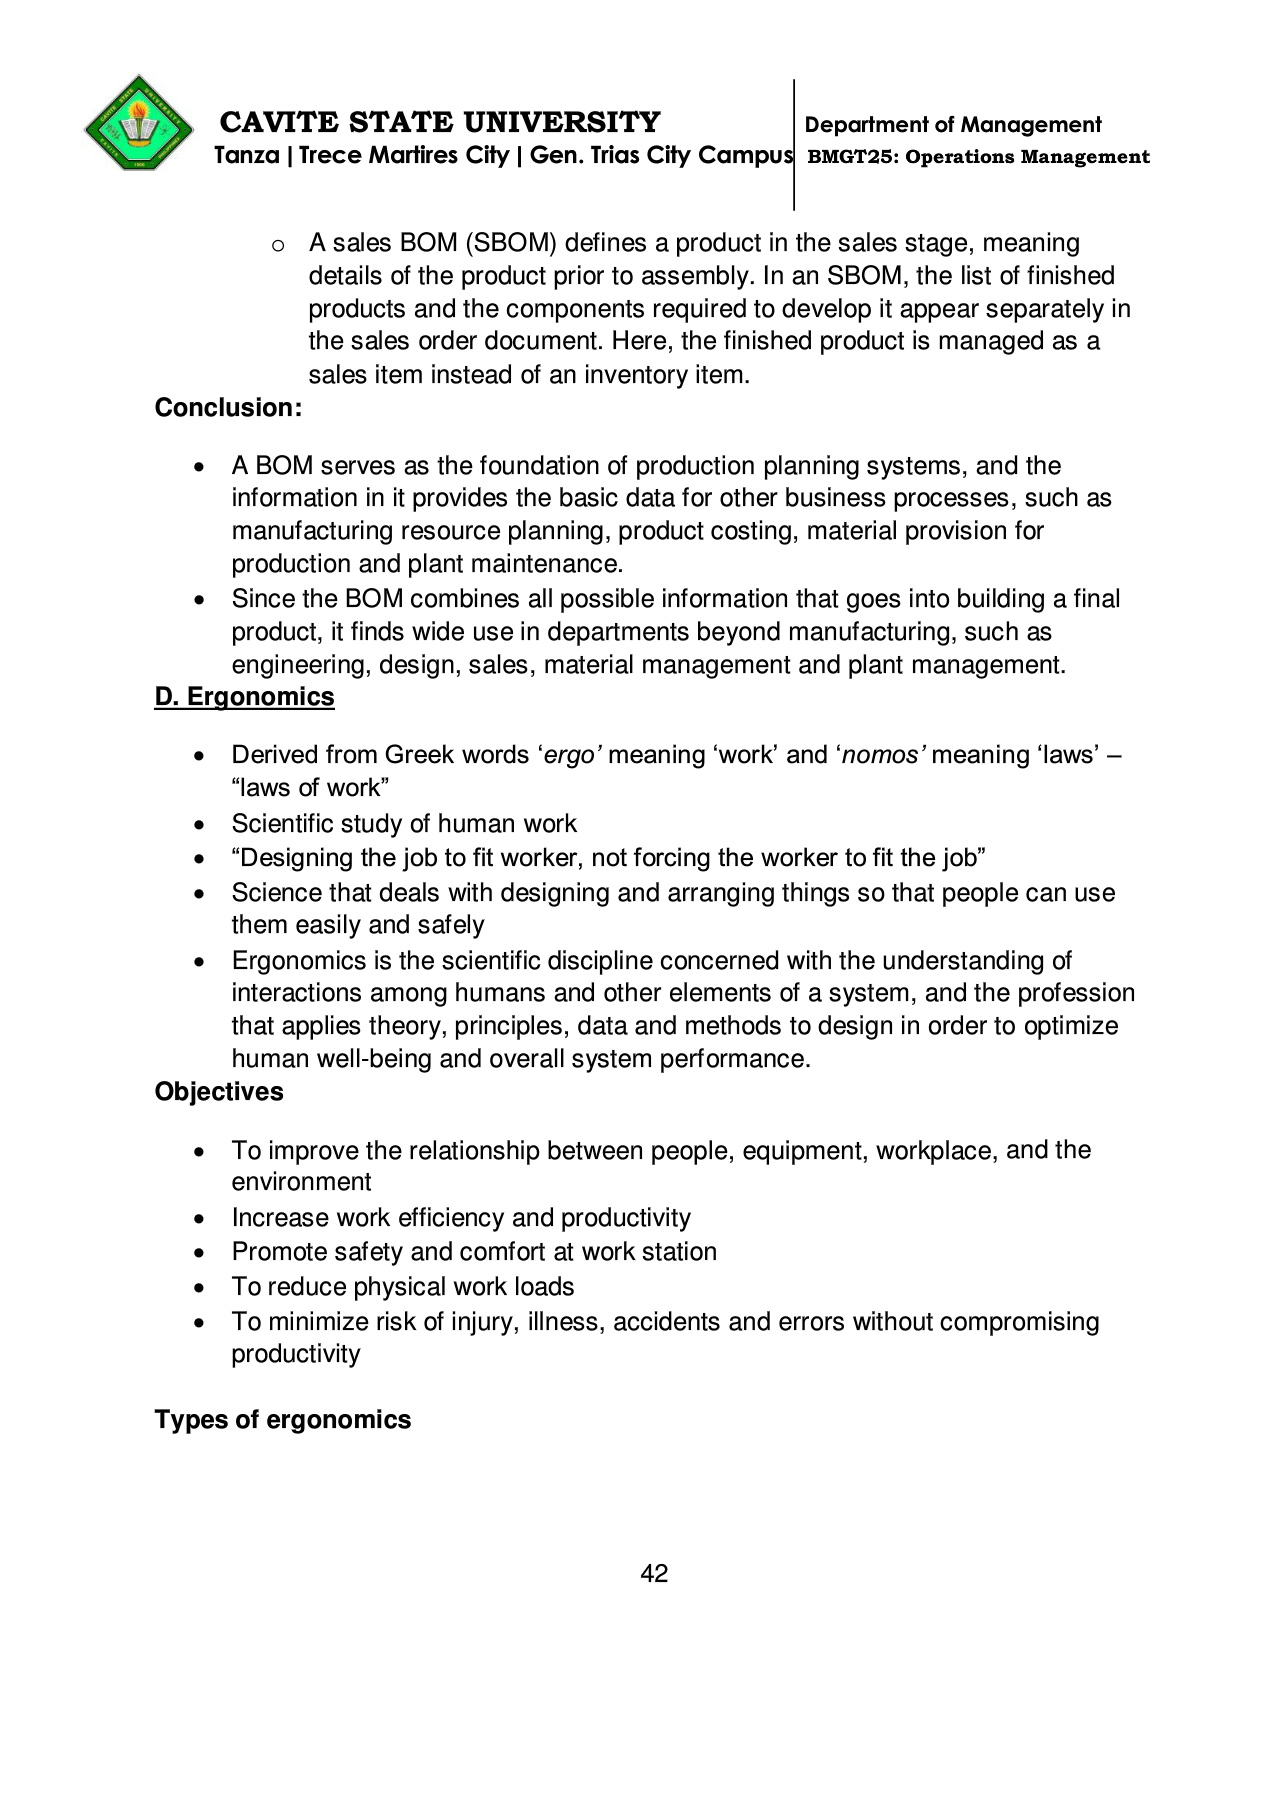 CAVITE STATE UNIVERSITY
Tanza | Trece Martires City | Gen. Trias City Campus
Department of Management
BMGT25: Operations Management
o A sales BOM (SBOM) defines a product in the sales stage, meaning
details of the product prior to assembly. In an SBOM, the list of finished
products and the components required to develop it appear separately in
the sales order document. Here, the finished product is managed as a
sales item instead of an inventory item.
Conclusion:
• A BOM serves as the foundation of production planning systems, and the
information in it provides the basic data for other business processes, such as
manufacturing resource planning, product costing, material provision for
production and plant maintenance.
• Since the BOM combines all possible information that goes into building a final
product, it finds wide use in departments beyond manufacturing, such as
engineering, design, sales, material management and plant management.
D. Ergonomics
• Derived from Greek words ‘ergo’ meaning ‘work’ and ‘nomos’ meaning ‘laws’ –
“laws of work”
• Scientific study of human work
• “Designing the job to fit worker, not forcing the worker to fit the job”
• Science that deals with designing and arranging things so that people can use
them easily and safely
• Ergonomics is the scientific discipline concerned with the understanding of
interactions among humans and other elements of a system, and the profession
that applies theory, principles, data and methods to design in order to optimize
human well-being and overall system performance.
Objectives
• To improve the relationship between people, equipment, workplace, and the
environment
• Increase work efficiency and productivity
• Promote safety and comfort at work station
• To reduce physical work loads
• To minimize risk of injury, illness, accidents and errors without compromising
productivity
Types of ergonomics
42